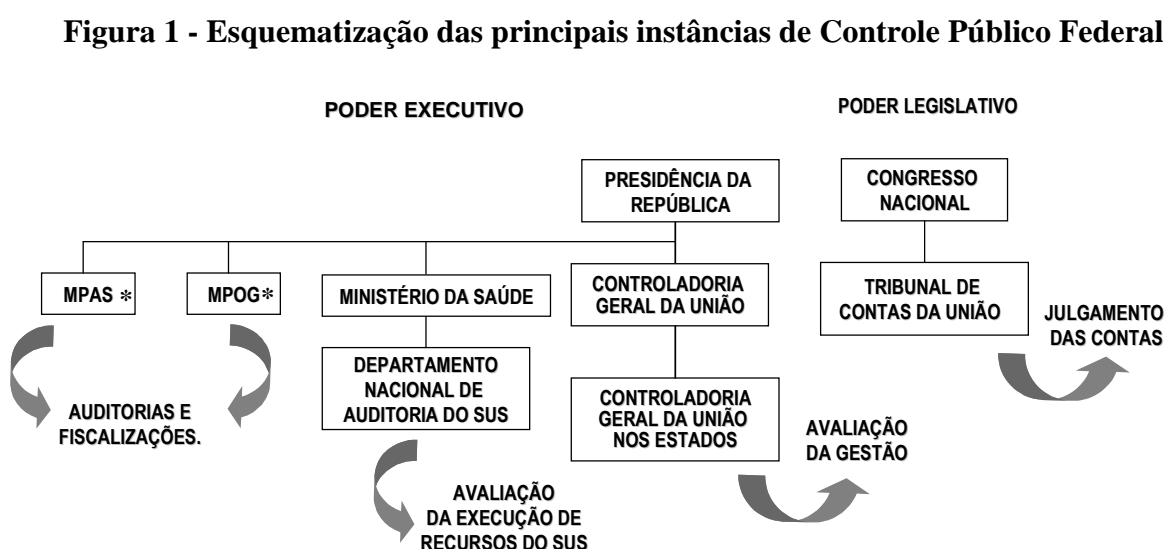 Figura 1 - Esquematização das principais instâncias de Controle Público Federal
PODER EXECUTIVO
PODER LEGISLATIVO
PRESIDÊNCIA DA
REPÚBLICA
CONGRESSO
NACIONAL
MPAS *
MPOG*
MINISTÉRIO DA SAÚDE
CONTROLADORIA
GERAL DA UNIÃO
TRIBUNAL DE
CONTAS DA UNIÃO
JULGAMENTO
DAS CONTAS
DEPARTAMENTO
NACIONAL DE
AUDITORIA DO SUS
CONTROLADORIA
GERAL DA UNIÃO
NOS ESTADOS
AUDITORIAS E
FISCALIZAÇÕES.
AVALIAÇÃO
DA GESTÃO
AVALIAÇÃO
DA EXECUÇÃO DE
RECURSOS DO SUS